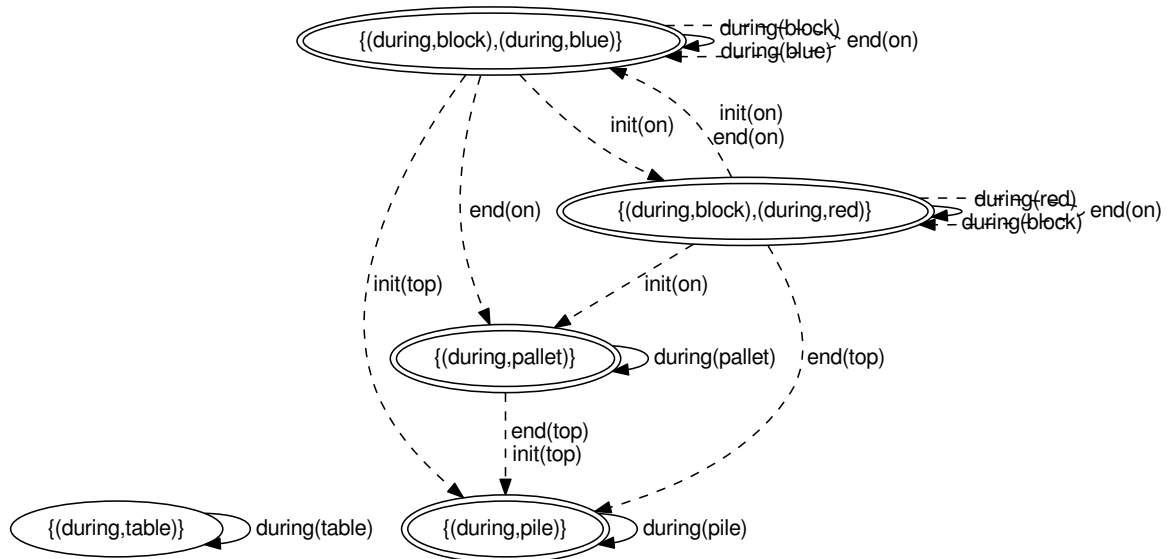 {(during,block),(during,blue)}
during(block)
during(blue)
end(on)
init(on)
init(on)
end(on)
{(during,block),(during,red)}
during(red)
during(block)
end(on)
end(on)
init(top)
init(on)
end(top)
{(during,pallet)}
during(pallet)
end(top)
init(top)
{(during,table)}
during(table)
{(during,pile)}
during(pile)